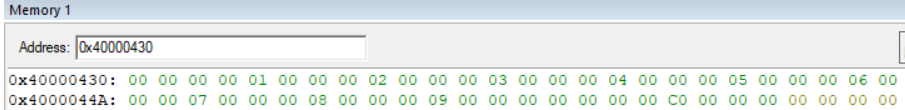 Memory 1
Address: 0x40000430
0x40000430: 00 00 00 00 01 00 00 00 02 00 00 00 03 00 00 00 04 00 00 00 05 00 00 00 06 00
0x4000044A: 00 00 07 00 00 00 08 00 00 00 09 00 00 00 00 00 00 00 C0 00 00 00 00 00 00 00